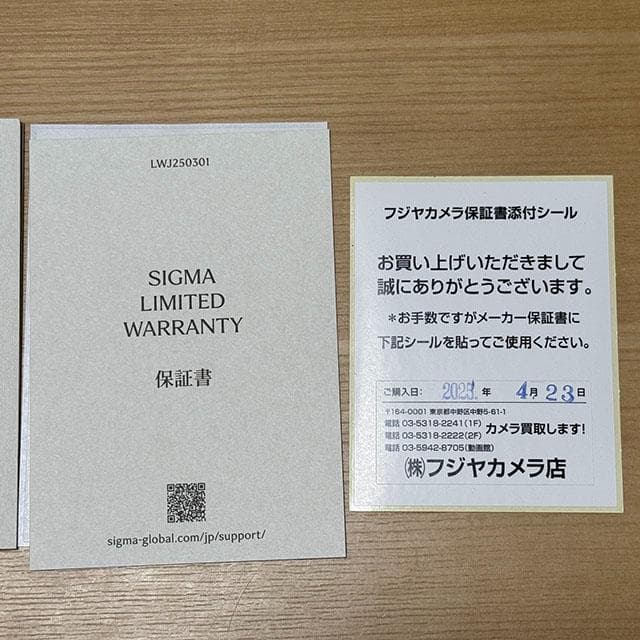 LWJ250301
SIGMA
LIMITED
WARRANTY
保証書
sigma-global.com/jp/support/
フジヤカメラ保証書添付シール
お買い上げいただきまして
誠にありがとうございます。
*お手数ですがメーカー保証書に
下記シールを貼ってご使用ください。
ご購入日: 2025. 年 4月 23日
〒164-0001 東京都中野区中野5-61-1
電話 03-5318-2241(1F)
電話 03-5318-2222(2F)
電話 03-5942-8705(動画館)
カメラ買取します!
㈱フジヤカメラ店